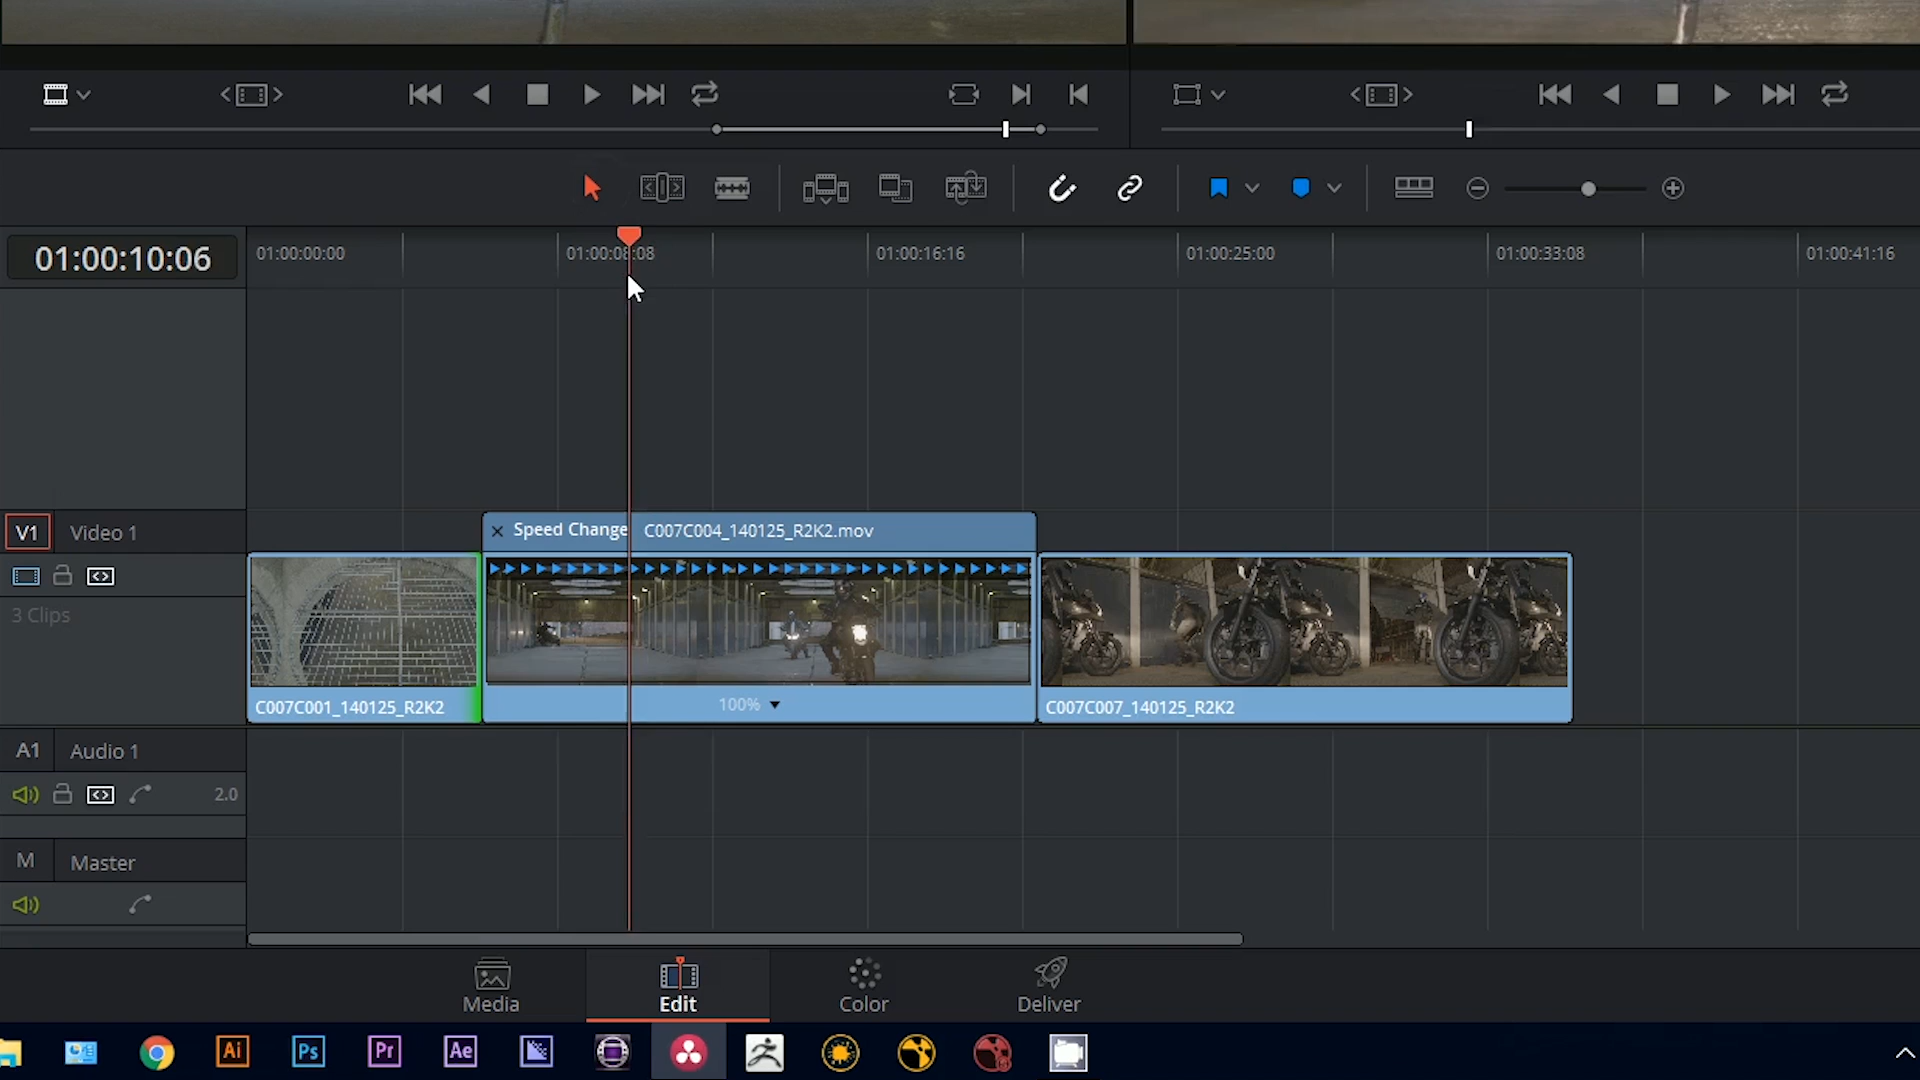 01:00:10:06
01:00:00:00
01:00:08:08
01:00:16:16
01:00:25:00
01:00:33:08
01:00:41:16
V1 Video 1
Speed Change C007C004_140125_R2K2.mov
3 Clips
100%
C007C001_140125_R2K2
C007C007_140125_R2K2
A1 Audio 1
2.0
M Master
Media
Edit
Color
Deliver
Ai
Ps
Pr
Ae